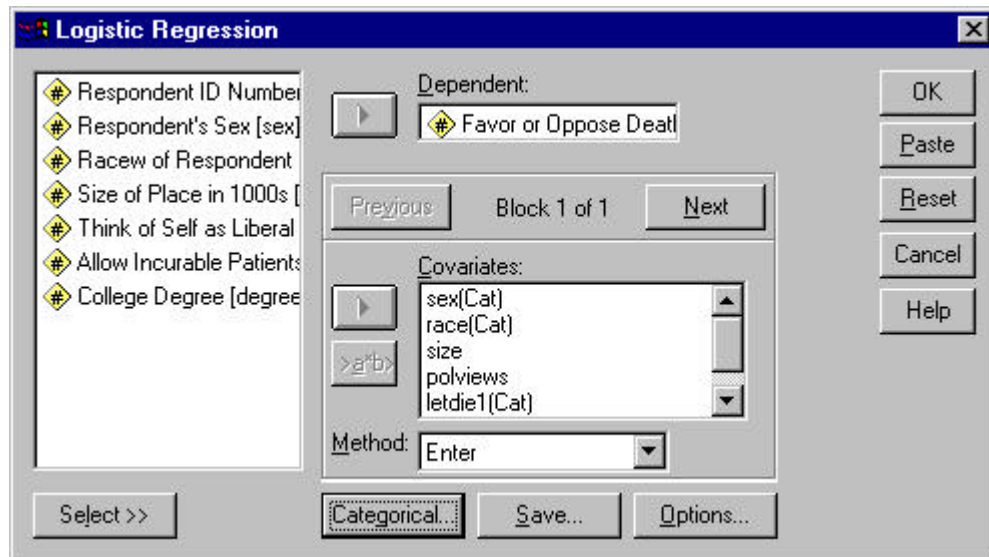 Logistic Regression
# Respondent ID Number
# Respondent's Sex [sex]
# Racew of Respondent
# Size of Place in 1000s [
# Think of Self as Liberal
# Allow Incurable Patients
# College Degree [degree
Select >>
Dependent:
# Favor or Oppose Deatl
Previous
Block 1 of 1
Next
Covariates:
sex(Cat)
race(Cat)
size
polviews
letdie1(Cat)
>a*b>
Method:
Enter
Categorical...
Save...
Options...
OK
Paste
Reset
Cancel
Help